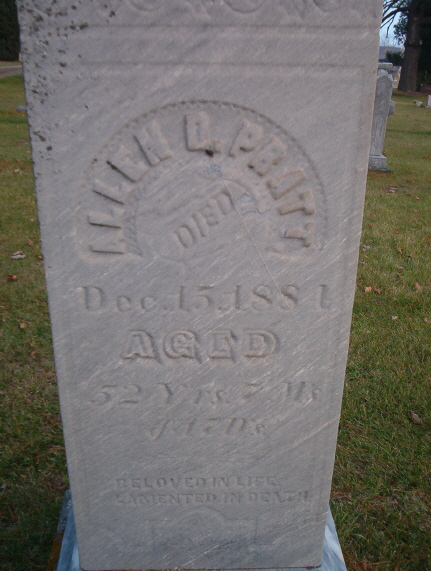 ALLEN D. PRATT
DIED
Dec. 15, 1881
AGED
52 Yrs. 7 Ms
& 17 Ds.
BELOVED IN LIFE,
LAMENTED IN DEATH